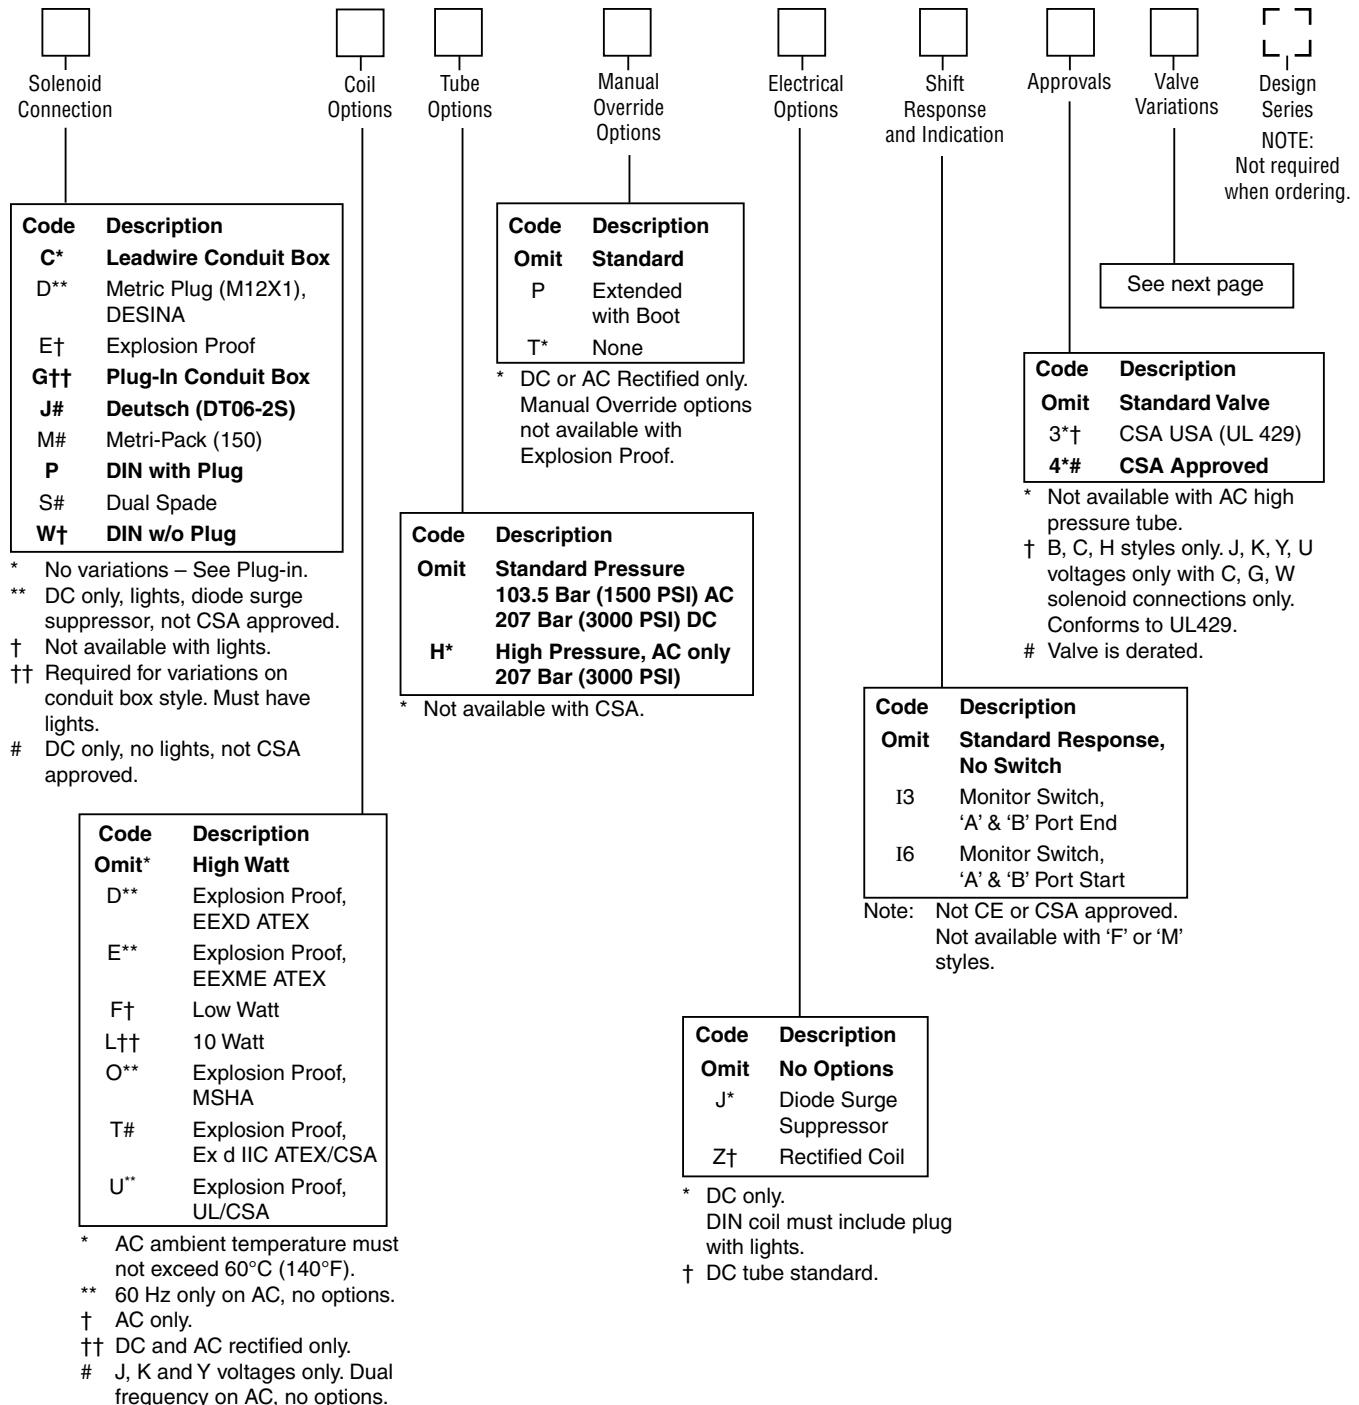 Solenoid
Connection
Coil
Options
Tube
Options
Manual
Override
Options
Electrical
Options
Shift
Response
and Indication
Approvals
Valve
Variations
Design
Series
NOTE:
Not required
when ordering.
Code Description
C* Leadwire Conduit Box
D** Metric Plug (M12X1),
DESINA
E† Explosion Proof
G†† Plug-In Conduit Box
J# Deutsch (DT06-2S)
M# Metri-Pack (150)
P DIN with Plug
S# Dual Spade
W† DIN w/o Plug
* No variations – See Plug-in.
** DC only, lights, diode surge
suppressor, not CSA approved.
† Not available with lights.
†† Required for variations on
conduit box style. Must have
lights.
# DC only, no lights, not CSA
approved.
Code Description
Omit* High Watt
D** Explosion Proof,
EEXD ATEX
E** Explosion Proof,
EEXME ATEX
F† Low Watt
L†† 10 Watt
O** Explosion Proof,
MSHA
T# Explosion Proof,
Ex d IIC ATEX/CSA
U** Explosion Proof,
UL/CSA
* AC ambient temperature must
not exceed 60°C (140°F).
** 60 Hz only on AC, no options.
† AC only.
†† DC and AC rectified only.
# J, K and Y voltages only. Dual
frequency on AC, no options.
Code Description
Omit Standard Pressure
103.5 Bar (1500 PSI) AC
207 Bar (3000 PSI) DC
H* High Pressure, AC only
207 Bar (3000 PSI)
* Not available with CSA.
Code Description
Omit Standard
P Extended
with Boot
T* None
* DC or AC Rectified only.
Manual Override options
not available with
Explosion Proof.
Code Description
Omit No Options
J* Diode Surge
Suppressor
Z† Rectified Coil
* DC only.
DIN coil must include plug
with lights.
† DC tube standard.
Code Description
Omit Standard Response,
No Switch
I3 Monitor Switch,
‘A’ & ‘B’ Port End
I6 Monitor Switch,
‘A’ & ‘B’ Port Start
Note: Not CE or CSA approved.
Not available with ‘F’ or ‘M’
styles.
Code Description
Omit Standard Valve
3*† CSA USA (UL 429)
4*# CSA Approved
* Not available with AC high
pressure tube.
† B, C, H styles only. J, K, Y, U
voltages only with C, G, W
solenoid connections only.
Conforms to UL429.
# Valve is derated.
See next page